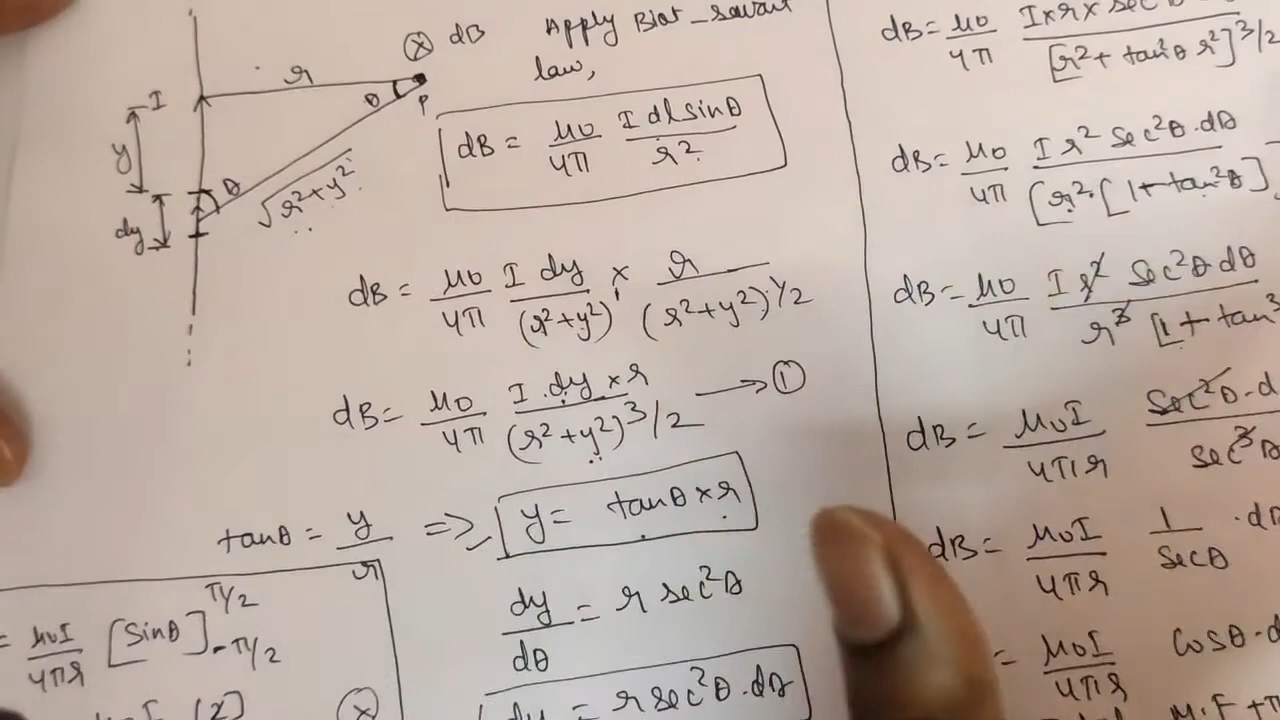 ⊗ dB Apply Biot_savart
law,
r
I
θ
P
y
θ
√r²+y²
dy
dB = μ0/4π I dl sinθ/r²
dB = μ0/4π I dy/(r²+y²) × r/(r²+y²)^1/2
dB = μ0/4π I.dy×r/(r²+y²)^3/2 → ①
tanθ = y/r ⇒ y = tanθ×r
dy/dθ = r sec²θ
dy = r sec²θ.dθ
= μ0I/4πr [Sinθ] π/2 -π/2
⊗
dB = μ0/4π I×r× sec/[r²+ tan²θ r²]^3/2
dB = μ0/4π I r² Sec²θ.dθ/[r²[1+tan²θ]
dB = μ0/4π I r² Sec²θ dθ/r³ [1+tan
dB = μ0I/4πr Sec²θ.d/sec³θ
dB = μ0I/4πr 1/secθ .dθ
= μ0I/4πr Cosθ.d
M.F